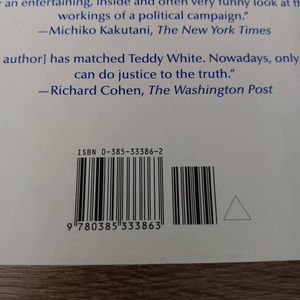 an entertaining, inside and often very funny look at th
workings of a political campaign."
—Michiko Kakutani, The New York Times
author] has matched Teddy White. Nowadays, only
can do justice to the truth."
—Richard Cohen, The Washington Post
ISBN 0-385-33386-2
9 780385 333863